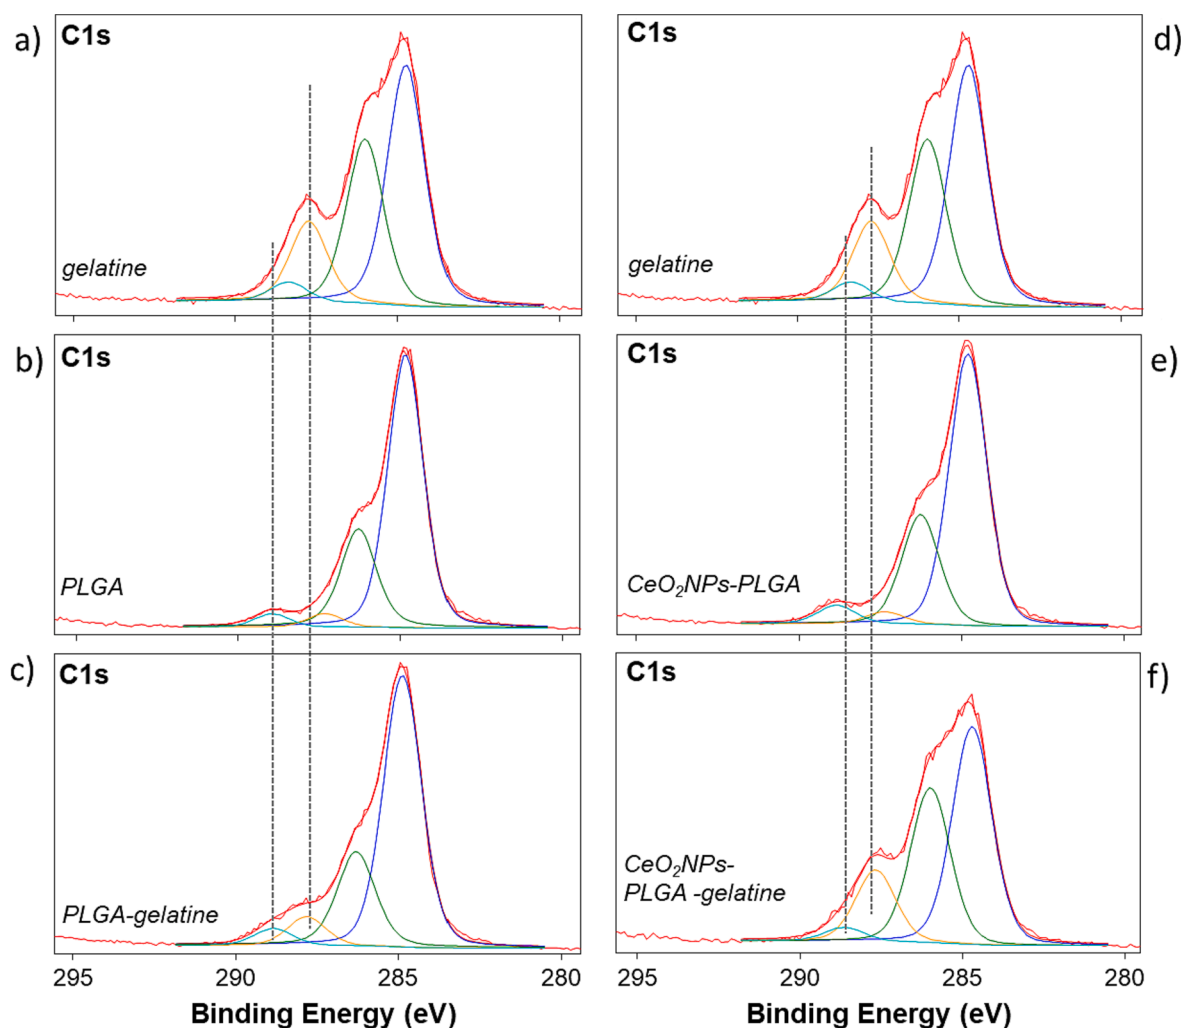 a)
C1s
gelatine
C1s
d)
gelatine
b)
C1s
PLGA
C1s
e)
CeO₂NPs-PLGA
c)
C1s
PLGA-gelatine
C1s
f)
CeO₂NPs-
PLGA -gelatine
295 290 285 280
295 290 285 280
Binding Energy (eV)
Binding Energy (eV)